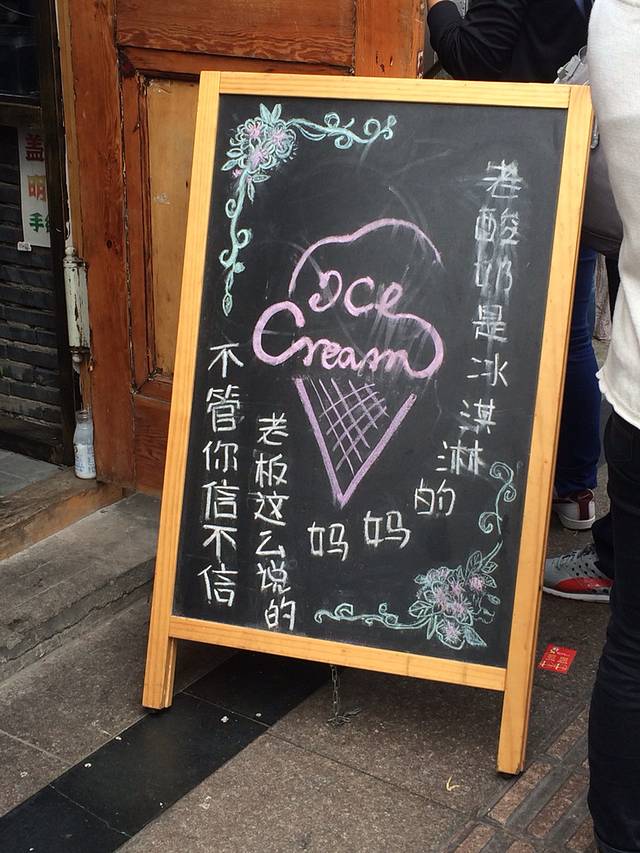 老酸奶是冰淇淋的妈妈
Ice
Cream
不管你信不信
老板这么说的